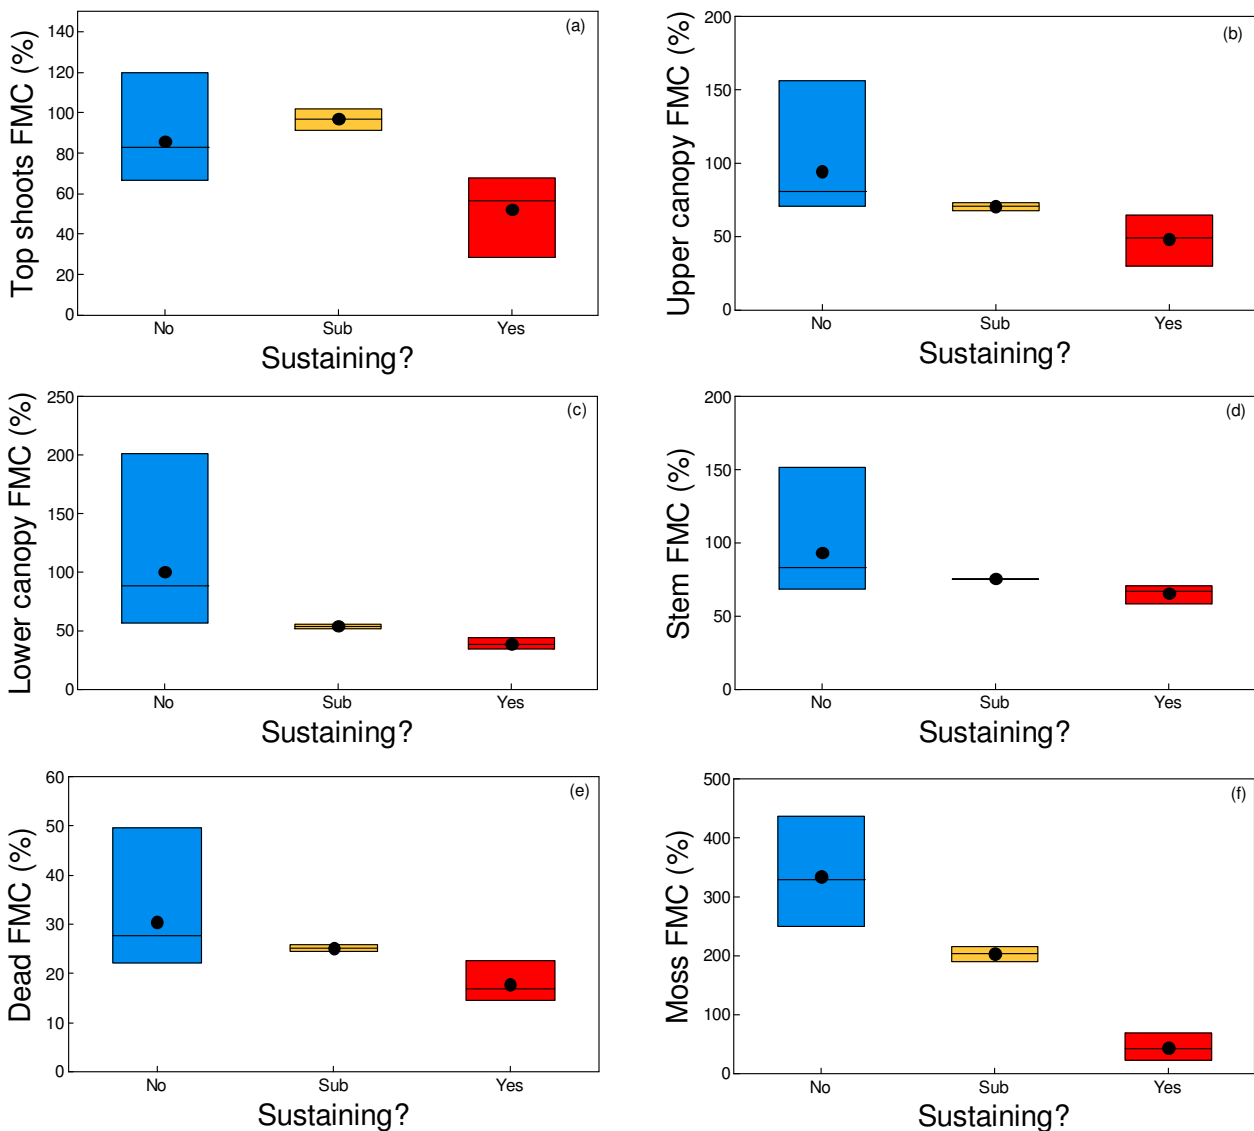 (a)
Top shoots FMC (%)
140
120
100
80
60
40
20
0
No Sub Yes
Sustaining?
(b)
Upper canopy FMC (%)
200
150
100
50
0
No Sub Yes
Sustaining?
(c)
Lower canopy FMC (%)
250
200
150
100
50
0
No Sub Yes
Sustaining?
(d)
Stem FMC (%)
200
150
100
50
0
No Sub Yes
Sustaining?
(e)
Dead FMC (%)
60
50
40
30
20
10
0
No Sub Yes
Sustaining?
(f)
Moss FMC (%)
500
400
300
200
100
0
No Sub Yes
Sustaining?